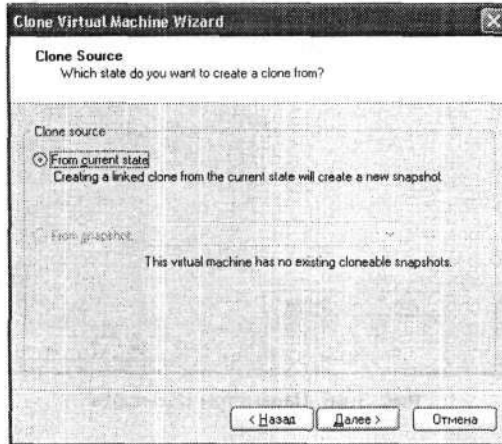 Clone Virtual Machine Wizard
Clone Source
Which state do you want to create a clone from?
Clone source
From current state
Creating a linked clone from the current state will create a new snapshot
From snapshot:
This virtual machine has no existing cloneable snapshots.
< Назад
Далее >
Отмена